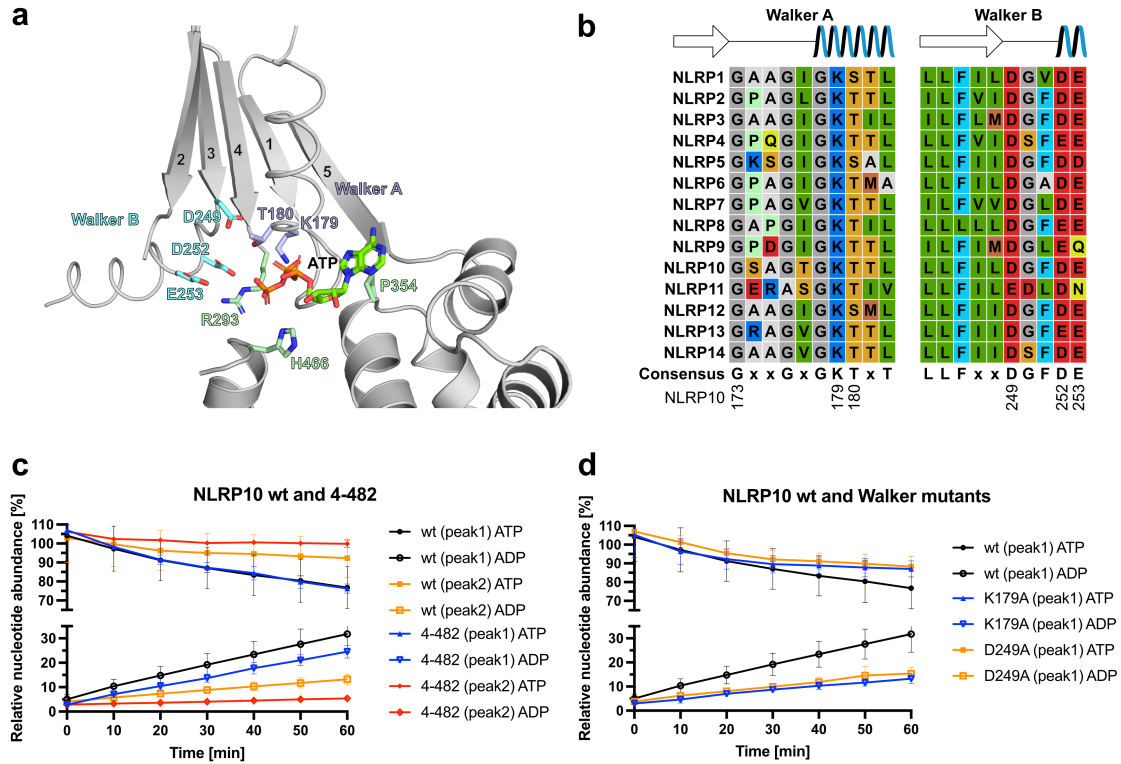 a
2
3
4
1
5
Walker A
Walker B
D249
T180
K179
D252
ATP
E253
P354
R293
H466
b
Walker A Walker B
NLRP1 G A A G I G K S T L L L F I L D G V D E
NLRP2 G P A G L G K T T L I L F V I D G F D E
NLRP3 G A A G I G K T I L I L F L M D G F D E
NLRP4 G P Q G I G K T T L L L F V I D S F E E
NLRP5 G K S G I G K S A L L L F I I D G F D D
NLRP6 G P A G I G K T M A L L F I L D G A D E
NLRP7 G P A G V G K T T L I L F V V D G L D E
NLRP8 G A P G I G K T T L L L L L L D G F E E
NLRP9 G P D G I G K T T L I L F I M D G L E Q
NLRP10 G S A G T G K T T L L L F I L D G F D E
NLRP11 G E R A S G K T I V L L F I L E D L D N
NLRP12 G A A G I G K S M L L L F I I D G F D E
NLRP13 G R A G V G K T T L L L F I I D G F D E
NLRP14 G A A G V G K T T L L L F I I D S F D E
Consensus G x x G x G K T x T L L F x x D G F D E
NLRP10 173 179 180 249 252 253
c
NLRP10 wt and 4-482
Relative nucleotide abundance [%]
110
100
90
80
70
30
20
10
0
0 10 20 30 40 50 60
Time [min]
wt (peak1) ATP
wt (peak1) ADP
wt (peak2) ATP
wt (peak2) ADP
4-482 (peak1) ATP
4-482 (peak1) ADP
4-482 (peak2) ATP
4-482 (peak2) ADP
d
NLRP10 wt and Walker mutants
Relative nucleotide abundance [%]
110
100
90
80
70
30
20
10
0
0 10 20 30 40 50 60
Time [min]
wt (peak1) ATP
wt (peak1) ADP
K179A (peak1) ATP
K179A (peak1) ADP
D249A (peak1) ATP
D249A (peak1) ADP